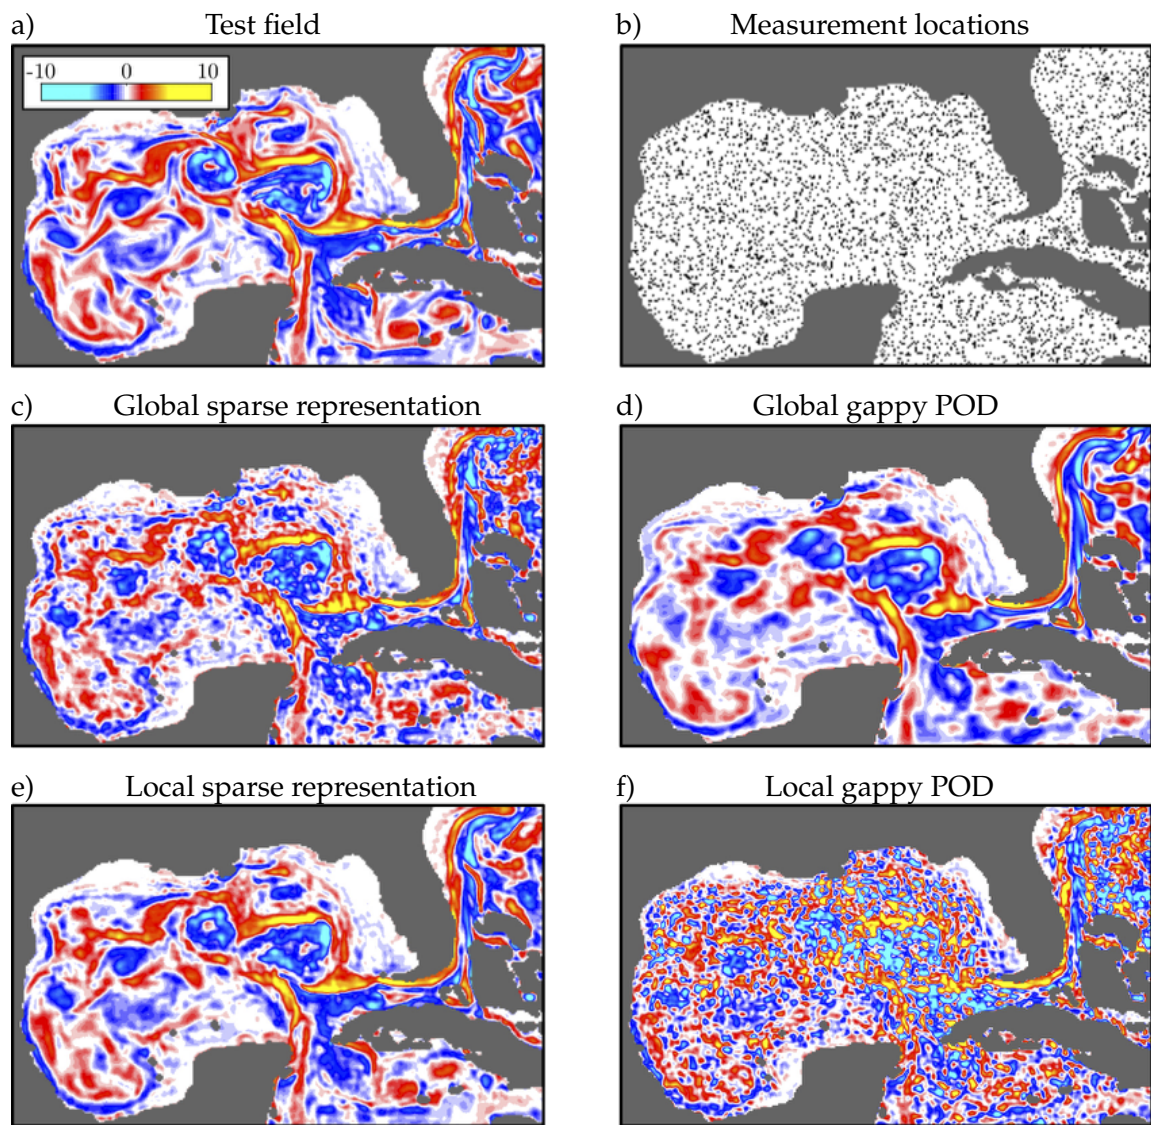 a) Test field
b) Measurement locations
-10 0 10
c) Global sparse representation
d) Global gappy POD
e) Local sparse representation
f) Local gappy POD